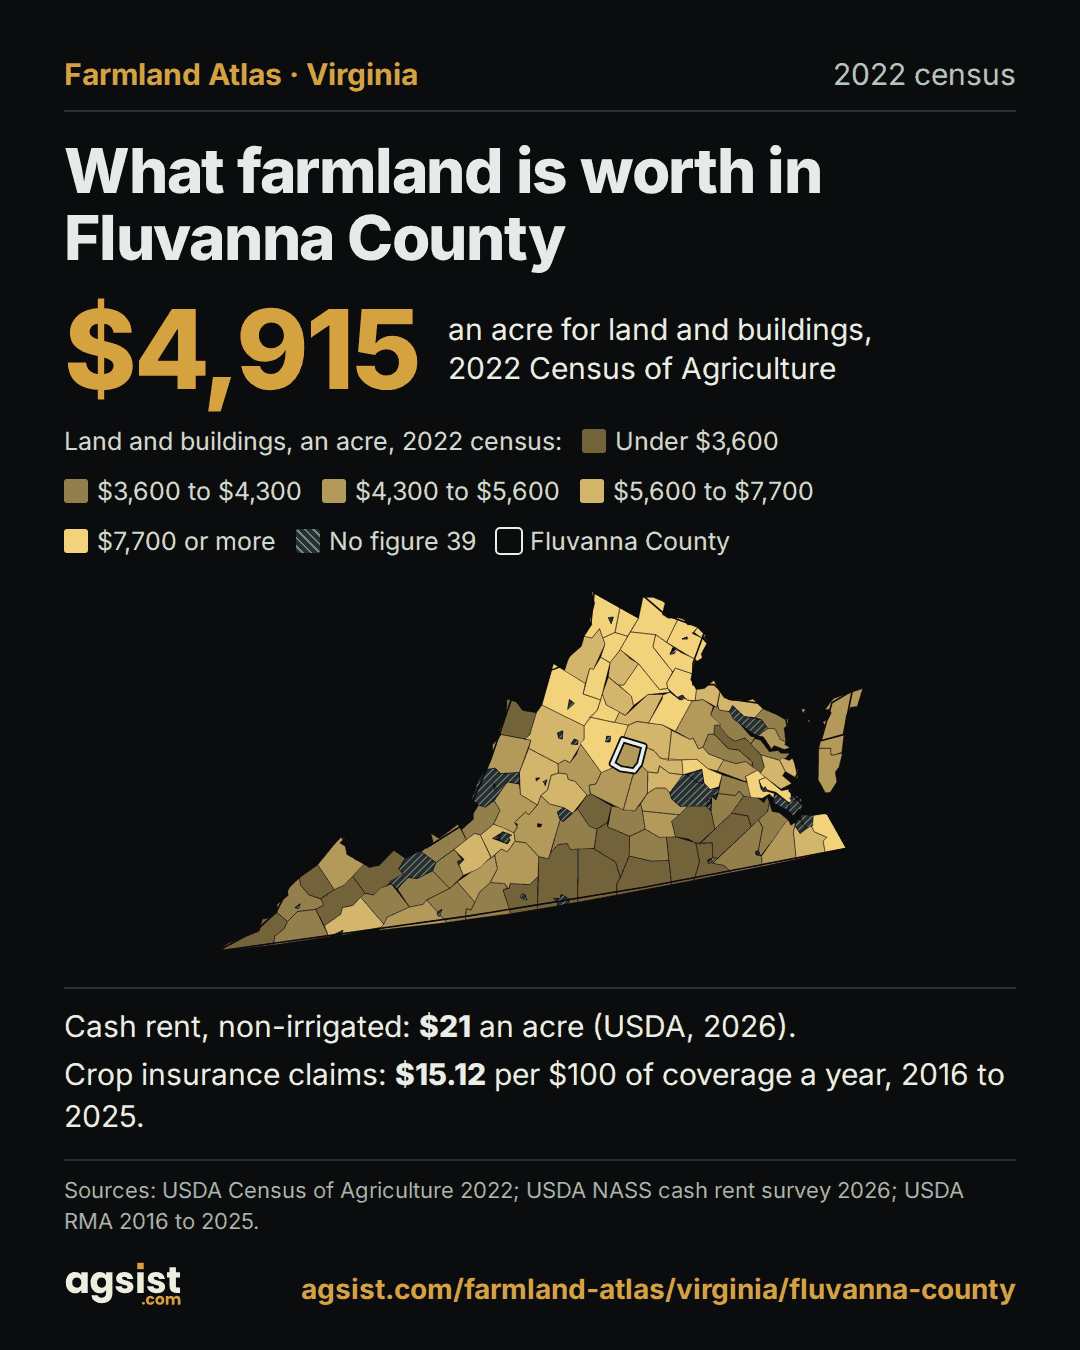 Farmland Atlas · Virginia
2022 census
What farmland is worth in
Fluvanna County
$4,915
an acre for land and buildings,
2022 Census of Agriculture
Land and buildings, an acre, 2022 census: Under $3,600
$3,600 to $4,300 $4,300 to $5,600 $5,600 to $7,700
$7,700 or more No figure 39 Fluvanna County
Cash rent, non-irrigated: $21 an acre (USDA, 2026).
Crop insurance claims: $15.12 per $100 of coverage a year, 2016 to
2025.
Sources: USDA Census of Agriculture 2022; USDA NASS cash rent survey 2026; USDA
RMA 2016 to 2025.
agsist
.com
agsist.com/farmland-atlas/virginia/fluvanna-county